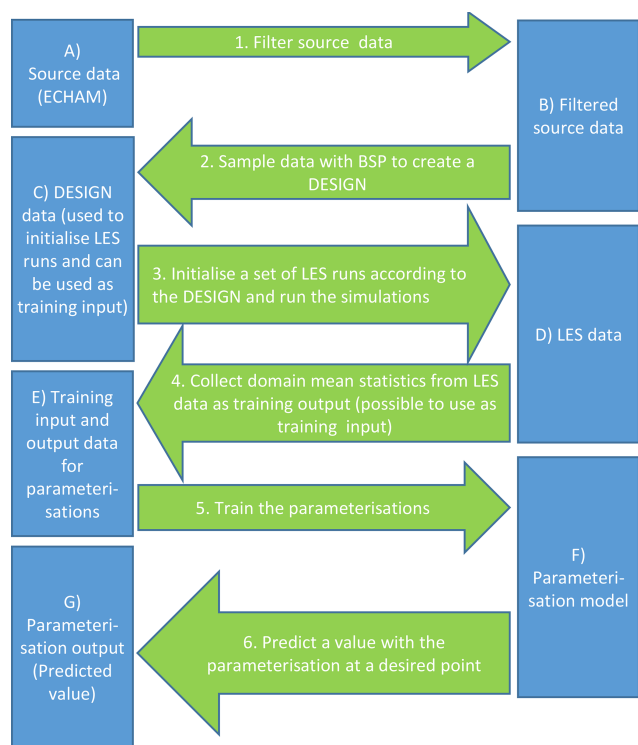 A)
Source data
(ECHAM)
1. Filter source data
B) Filtered
source data
2. Sample data with BSP to create a
DESIGN
C) DESIGN
data (used to
initialise LES
runs and can
be used as
training input)
3. Initialise a set of LES runs according to
the DESIGN and run the simulations
D) LES data
4. Collect domain mean statistics from LES
data as training output (possible to use as
training input)
E) Training
input and
output data
for
parameteri-
sations
5. Train the parameterisations
F)
Parameteri-
sation model
6. Predict a value with the
parameterisation at a desired point
G)
Parameteri-
sation output
(Predicted
value)